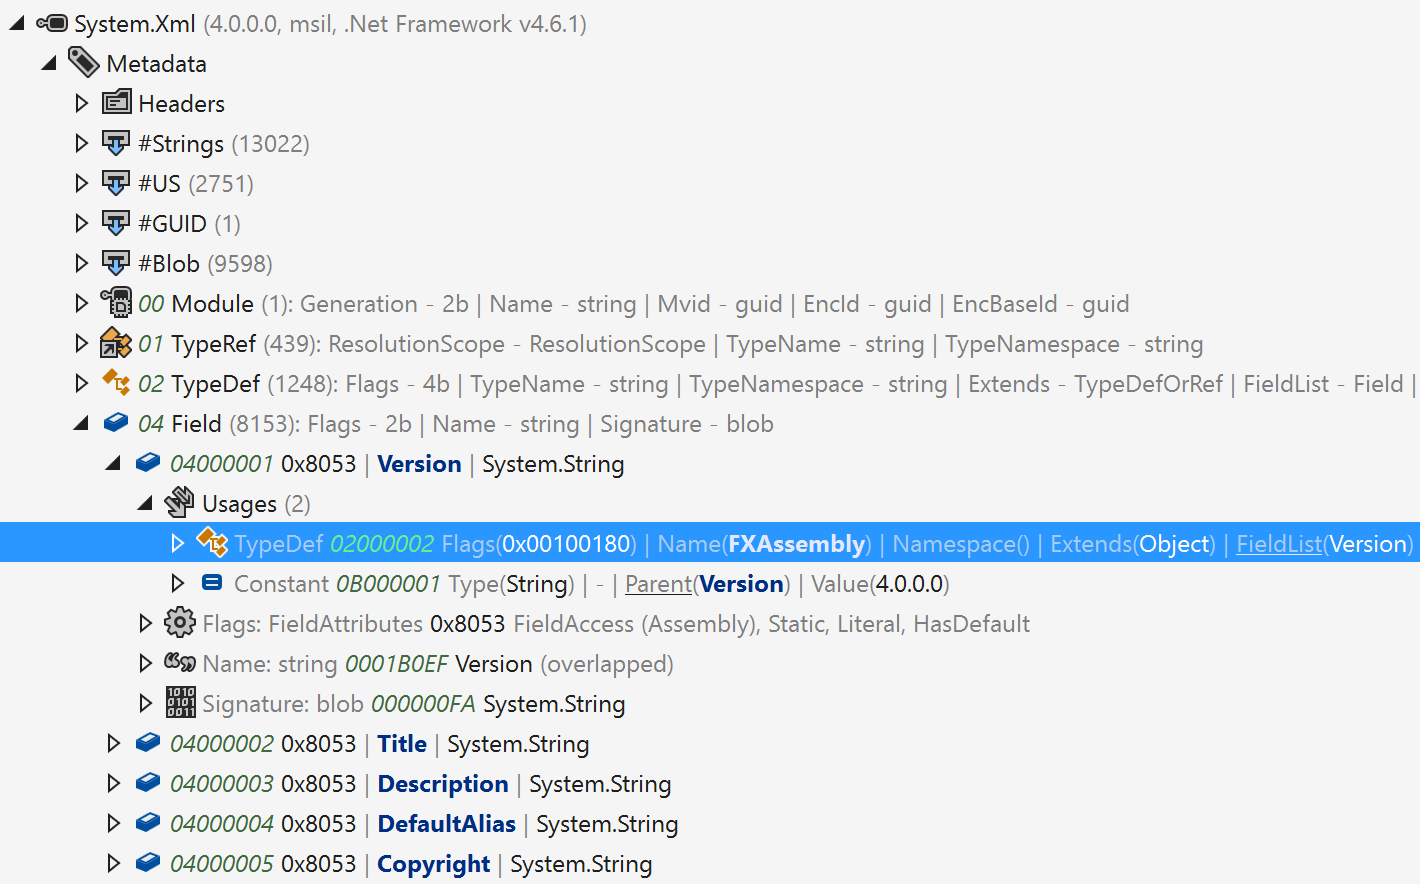 System.Xml (4.0.0.0, msil, .Net Framework v4.6.1)
Metadata
Headers
#Strings (13022)
#US (2751)
#GUID (1)
#Blob (9598)
00 Module (1): Generation - 2b | Name - string | Mvid - guid | EncId - guid | EncBaseId - guid
01 TypeRef (439): ResolutionScope - ResolutionScope | TypeName - string | TypeNamespace - string
02 TypeDef (1248): Flags - 4b | TypeName - string | TypeNamespace - string | Extends - TypeDefOrRef | FieldList - Field |
04 Field (8153): Flags - 2b | Name - string | Signature - blob
04000001 0x8053 | Version | System.String
Usages (2)
TypeDef 02000002 Flags(0x00100180) | Name(FXAssembly) | Namespace() | Extends(Object) | FieldList(Version)
Constant 0B000001 Type(String) | - | Parent(Version) | Value(4.0.0.0)
Flags: FieldAttributes 0x8053 FieldAccess (Assembly), Static, Literal, HasDefault
Name: string 0001B0EF Version (overlapped)
Signature: blob 000000FA System.String
04000002 0x8053 | Title | System.String
04000003 0x8053 | Description | System.String
04000004 0x8053 | DefaultAlias | System.String
04000005 0x8053 | Copyright | System.String